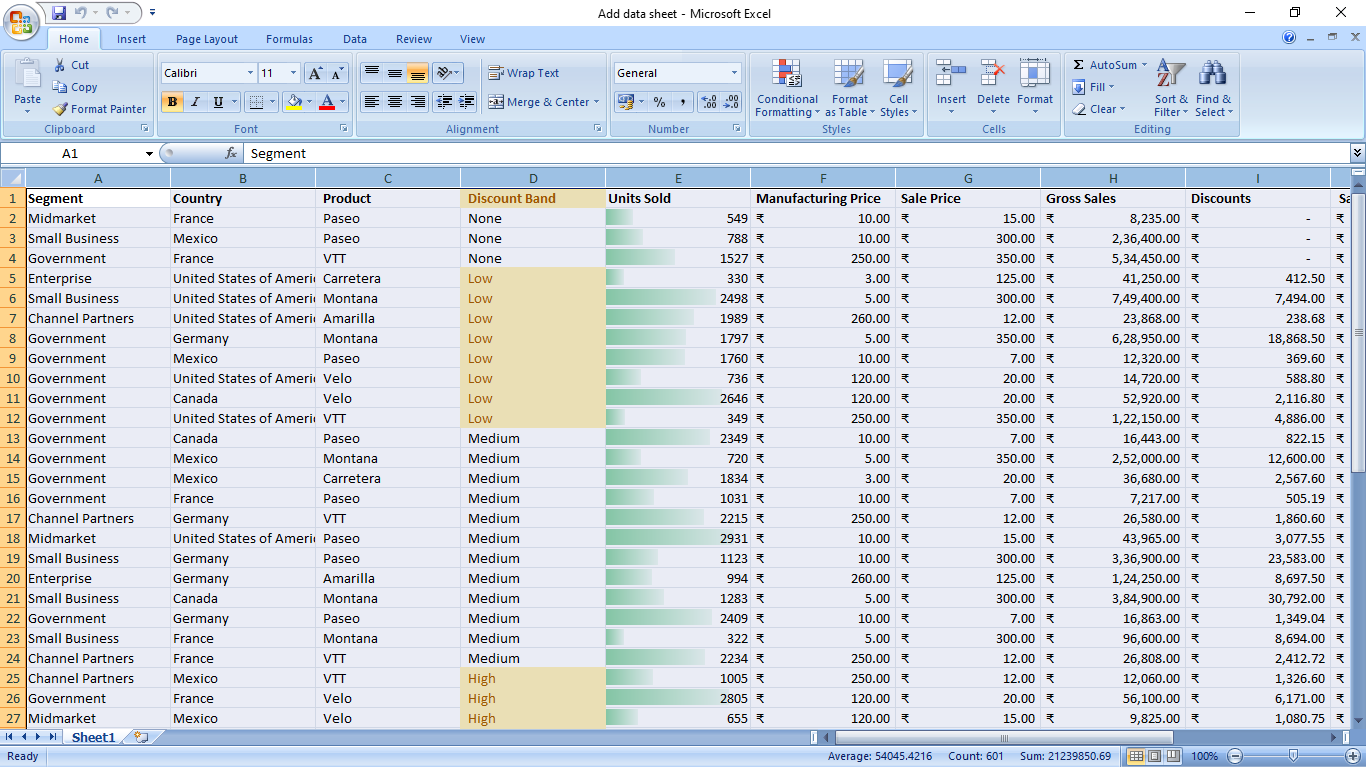 Add data sheet - Microsoft Excel
Home Insert Page Layout Formulas Data Review View
Paste Cut Copy Format Painter Clipboard
Calibri 11 A A B I U A Font
Wrap Text Merge & Center Alignment
General % , .00 .0 Number
Conditional Formatting Format as Table Cell Styles Styles
Insert Delete Format Cells
Σ AutoSum Fill Clear Sort & Filter Find & Select Editing
A1 fx Segment
A B C D E F G H I
1 Segment Country Product Discount Band Units Sold Manufacturing Price Sale Price Gross Sales Discounts Sa
2 Midmarket France Paseo None 549 ₹ 10.00 ₹ 15.00 ₹ 8,235.00 ₹ - ₹
3 Small Business Mexico Paseo None 788 ₹ 10.00 ₹ 300.00 ₹ 2,36,400.00 ₹ - ₹
4 Government France VTT None 1527 ₹ 250.00 ₹ 350.00 ₹ 5,34,450.00 ₹ - ₹
5 Enterprise United States of Ameri Carretera Low 330 ₹ 3.00 ₹ 125.00 ₹ 41,250.00 ₹ 412.50 ₹
6 Small Business United States of Ameri Montana Low 2498 ₹ 5.00 ₹ 300.00 ₹ 7,49,400.00 ₹ 7,494.00 ₹
7 Channel Partners United States of Ameri Amarilla Low 1989 ₹ 260.00 ₹ 12.00 ₹ 23,868.00 ₹ 238.68 ₹
8 Government Germany Montana Low 1797 ₹ 5.00 ₹ 350.00 ₹ 6,28,950.00 ₹ 18,868.50 ₹
9 Government Mexico Paseo Low 1760 ₹ 10.00 ₹ 7.00 ₹ 12,320.00 ₹ 369.60 ₹
10 Government United States of Ameri Velo Low 736 ₹ 120.00 ₹ 20.00 ₹ 14,720.00 ₹ 588.80 ₹
11 Government Canada Velo Low 2646 ₹ 120.00 ₹ 20.00 ₹ 52,920.00 ₹ 2,116.80 ₹
12 Government United States of Ameri VTT Low 349 ₹ 250.00 ₹ 350.00 ₹ 1,22,150.00 ₹ 4,886.00 ₹
13 Government Canada Paseo Medium 2349 ₹ 10.00 ₹ 7.00 ₹ 16,443.00 ₹ 822.15 ₹
14 Government Mexico Montana Medium 720 ₹ 5.00 ₹ 350.00 ₹ 2,52,000.00 ₹ 12,600.00 ₹
15 Government Mexico Carretera Medium 1834 ₹ 3.00 ₹ 20.00 ₹ 36,680.00 ₹ 2,567.60 ₹
16 Government France Paseo Medium 1031 ₹ 10.00 ₹ 7.00 ₹ 7,217.00 ₹ 505.19 ₹
17 Channel Partners Germany VTT Medium 2215 ₹ 250.00 ₹ 12.00 ₹ 26,580.00 ₹ 1,860.60 ₹
18 Midmarket United States of Ameri Paseo Medium 2931 ₹ 10.00 ₹ 15.00 ₹ 43,965.00 ₹ 3,077.55 ₹
19 Small Business Germany Paseo Medium 1123 ₹ 10.00 ₹ 300.00 ₹ 3,36,900.00 ₹ 23,583.00 ₹
20 Enterprise Germany Amarilla Medium 994 ₹ 260.00 ₹ 125.00 ₹ 1,24,250.00 ₹ 8,697.50 ₹
21 Small Business Canada Montana Medium 1283 ₹ 5.00 ₹ 300.00 ₹ 3,84,900.00 ₹ 30,792.00 ₹
22 Government Germany Paseo Medium 2409 ₹ 10.00 ₹ 7.00 ₹ 16,863.00 ₹ 1,349.04 ₹
23 Small Business France Montana Medium 322 ₹ 5.00 ₹ 300.00 ₹ 96,600.00 ₹ 8,694.00 ₹
24 Channel Partners France VTT Medium 2234 ₹ 250.00 ₹ 12.00 ₹ 26,808.00 ₹ 2,412.72 ₹
25 Channel Partners Mexico VTT High 1005 ₹ 250.00 ₹ 12.00 ₹ 12,060.00 ₹ 1,326.60 ₹
26 Government France Velo High 2805 ₹ 120.00 ₹ 20.00 ₹ 56,100.00 ₹ 6,171.00 ₹
27 Midmarket Mexico Velo High 655 ₹ 120.00 ₹ 15.00 ₹ 9,825.00 ₹ 1,080.75 ₹
Sheet1
Ready Average: 54045.4216 Count: 601 Sum: 21239850.69 100%